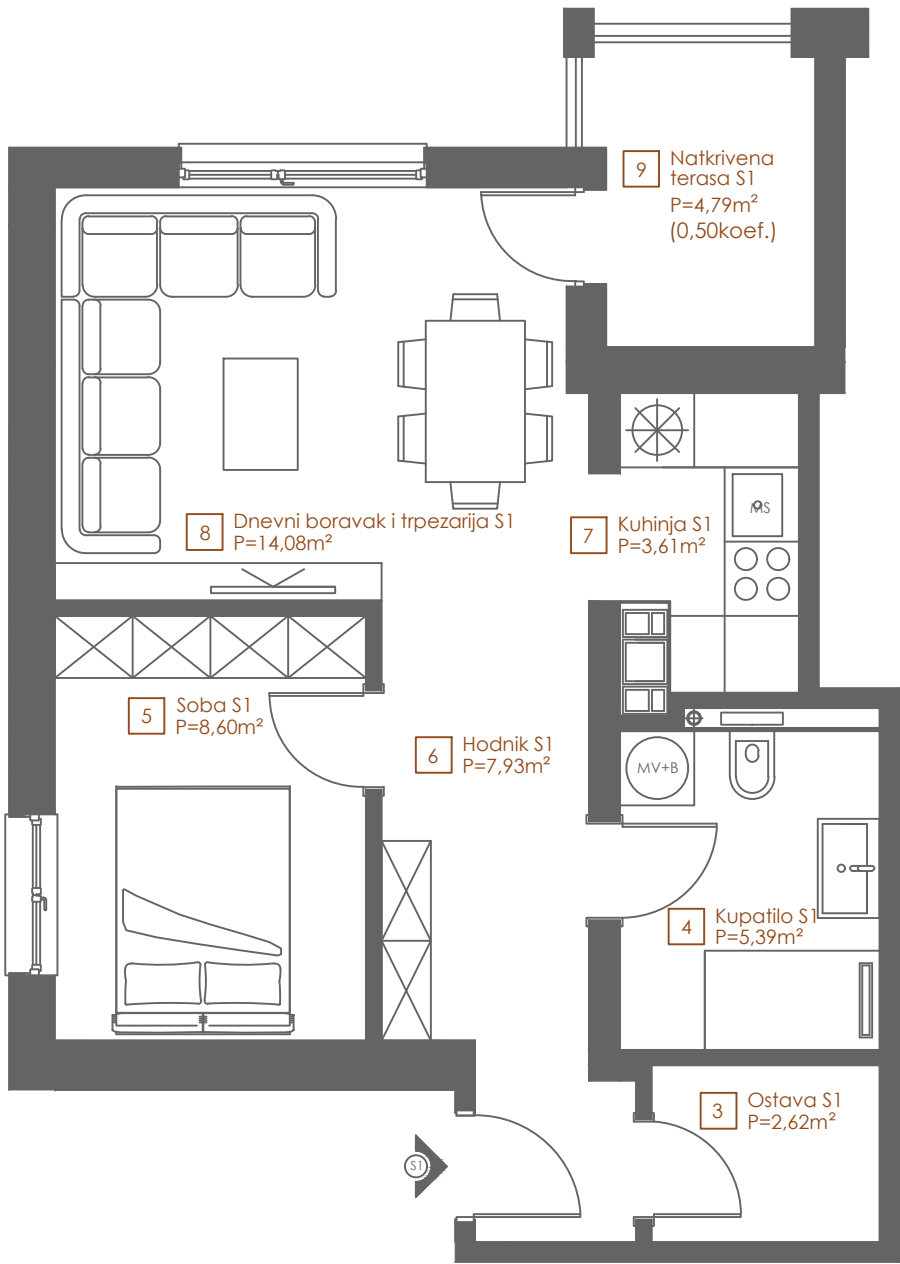 9
Natkrivena
terasa S1
P=4,79m²
(0,50koef.)
8
Dnevni boravak i trpezarija S1
P=14,08m²
7
Kuhinja S1
P=3,61m²
MS
5
Soba S1
P=8,60m²
6
Hodnik S1
P=7,93m²
MV+B
4
Kupatilo S1
P=5,39m²
3
Ostava S1
P=2,62m²
S1